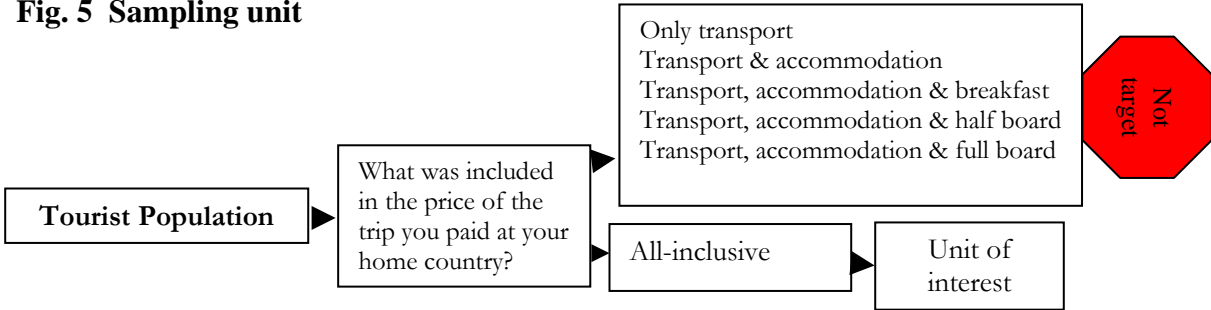 Fig. 5 Sampling unit
Tourist Population
What was included
in the price of the
trip you paid at your
home country?
Only transport
Transport & accommodation
Transport, accommodation & breakfast
Transport, accommodation & half board
Transport, accommodation & full board
Not
target
All-inclusive
Unit of
interest